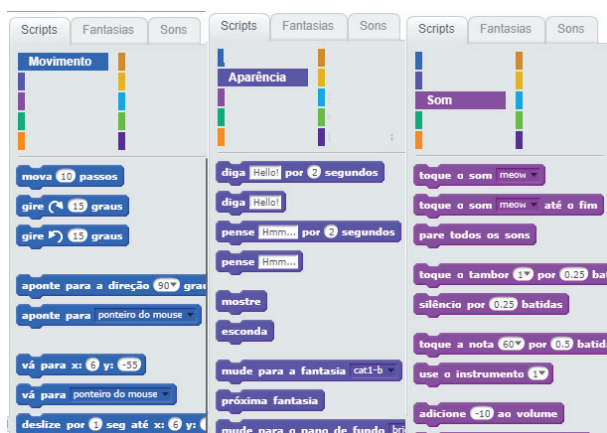 Scripts Fantasias Sons
Movimento
mova 10 passos
gire 15 graus
gire 15 graus
aponte para a direção 90 grau
aponte para ponteiro do mouse
vá para x: 6 y: -55
vá para ponteiro do mouse
deslize por 1 seg até x: 6 y:
Scripts Fantasias Sons
Aparência
diga Hello! por 2 segundos
diga Hello!
pense Hmm... por 2 segundos
pense Hmm...
mostre
esconda
mude para a fantasia cat1-b
próxima fantasia
mude para o pano de fundo
Scripts Fantasias Sons
Som
toque o som meow
toque o som meow até o fim
pare todos os sons
toque o tambor 1 por 0.25 bat
silêncio por 0.25 batidas
toque a nota 60 por 0.5 batid
use o instrumento 1
adicione -10 ao volume